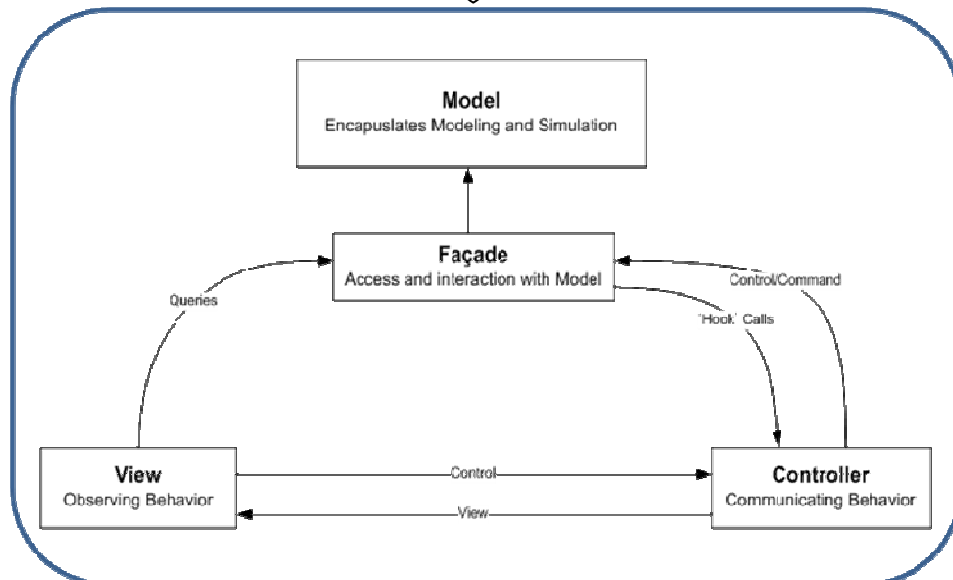 Model
Encapuslates Modeling and Simulation
Façade
Access and interaction with Model
Queries
Control/Command
'Hook' Calls
View
Observing Behavior
Control
View
Controller
Communicating Behavior